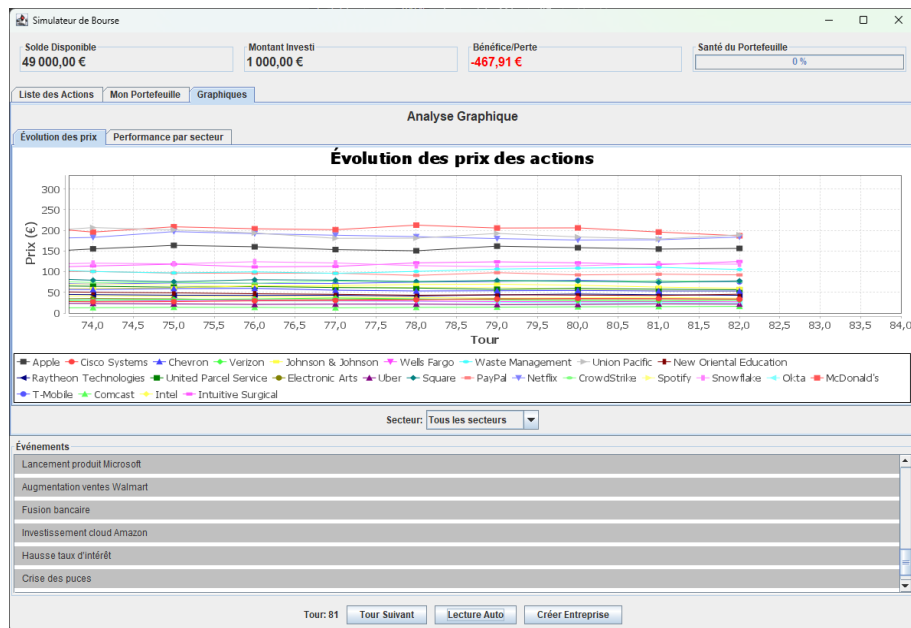 Simulateur de Bourse
Solde Disponible Montant Investi Bénéfice/Perte Santé du Portefeuille
49 000,00 € 1 000,00 € -467,91 € 0 %
Liste des Actions Mon Portefeuille Graphiques
Analyse Graphique
Évolution des prix Performance par secteur
Évolution des prix des actions
Prix (€)
300
250
200
150
100
50
0
74,0 74,5 75,0 75,5 76,0 76,5 77,0 77,5 78,0 78,5 79,0 79,5 80,0 80,5 81,0 81,5 82,0 82,5 83,0 83,5 84,0
Tour
Apple Cisco Systems Chevron Verizon Johnson & Johnson Wells Fargo Waste Management Union Pacific New Oriental Education
Raytheon Technologies United Parcel Service Electronic Arts Uber Square PayPal Netflix CrowdStrike Spotify Snowflake Okta McDonald's
T-Mobile Comcast Intel Intuitive Surgical
Secteur: Tous les secteurs
Événements
Lancement produit Microsoft
Augmentation ventes Walmart
Fusion bancaire
Investissement cloud Amazon
Hausse taux d'intérêt
Crise des puces
Tour: 81 Tour Suivant Lecture Auto Créer Entreprise